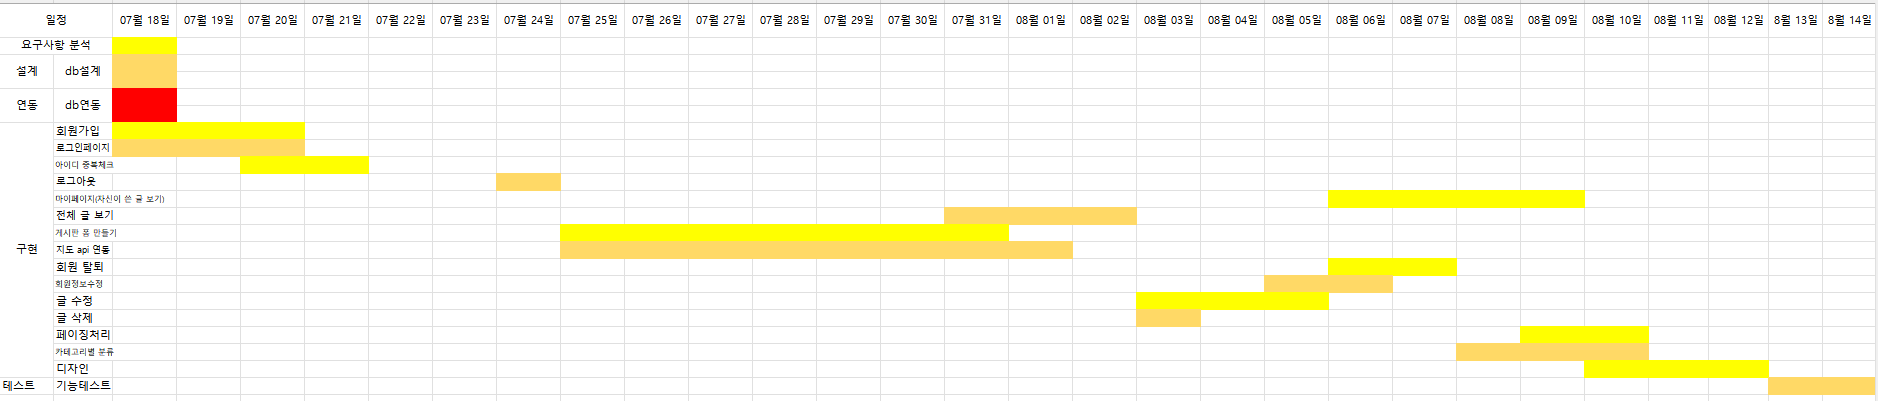 일정 07월 18일 07월 19일 07월 20일 07월 21일 07월 22일 07월 23일 07월 24일 07월 25일 07월 26일 07월 27일 07월 28일 07월 29일 07월 30일 07월 31일 08월 01일 08월 02일 08월 03일 08월 04일 08월 05일 08월 06일 08월 07일 08월 08일 08월 09일 08월 10일 08월 11일 08월 12일 8월 13일 8월 14일
요구사항 분석
설계 db설계
연동 db연동
회원가입
로그인페이지
아이디 중복체크
로그아웃
마이페이지(자신이 쓴 글 보기)
전체 글 보기
게시판 폼 만들기
구현 지도 api 연동
회원 탈퇴
회원정보수정
글 수정
글 삭제
페이징처리
카테고리별 분류
디자인
테스트 기능테스트